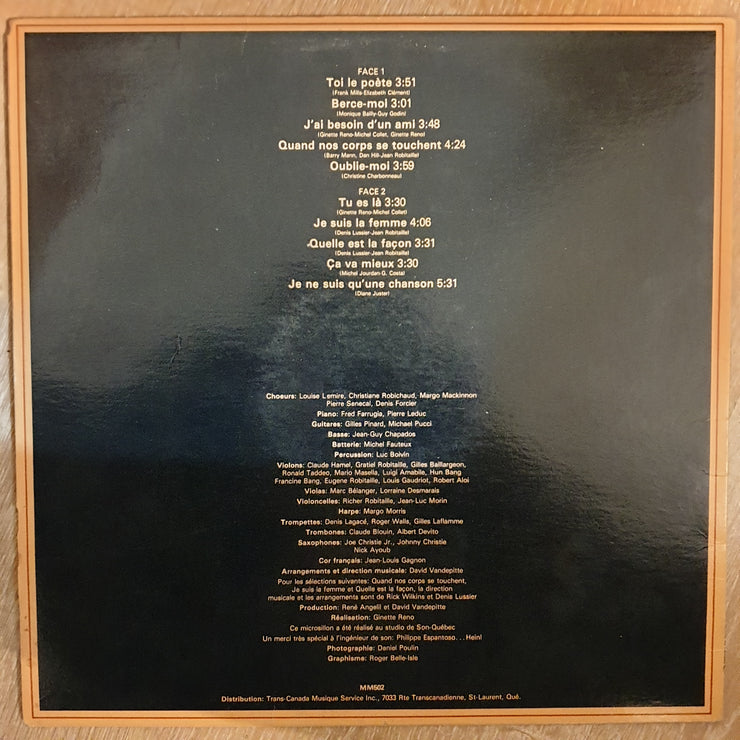 FACE 1
Toi le poète 3:51
(Frank Mills-Elizabeth Clément)
Berce-moi 3:01
(Monique Bailly-Guy Godin)
J'ai besoin d'un ami 3:48
(Ginette Reno-Michel Collet, Ginette Reno)
Quand nos corps se touchent 4:24
(Barry Mann, Dan Hill-Jean Robitaille)
Oublie-moi 3:59
(Christine Charbonneau)
FACE 2
Tu es là 3:30
(Ginette Reno-Michel Collet)
Je suis la femme 4:06
(Denis Lussier-Jean Robitaille)
Quelle est la façon 3:31
(Denis Lussier-Jean Robitaille)
Ça va mieux 3:30
(Michel Jourdan-G. Costa)
Je ne suis qu'une chanson 5:31
(Diane Juster)
Choeurs: Louise Lemire, Christiane Robichaud, Margo Mackinnon
Pierre Senecal, Denis Forcier
Piano: Fred Farrugia, Pierre Leduc
Guitares: Gilles Pinard, Michael Pucci
Basse: Jean-Guy Chapados
Batterie: Michel Fauteux
Percussion: Luc Boivin
Violons: Claude Hamel, Gratiel Robitaille, Gilles Baillargeon,
Ronald Taddeo, Mario Masella, Luigi Amabile, Hun Bang
Francine Bang, Eugene Robitaille, Louis Gaudriot, Robert Aloi
Violas: Marc Bélanger, Lorraine Desmarais
Violoncelles: Richer Robitaille, Jean-Luc Morin
Harpe: Margo Morris
Trompettes: Denis Lagacé, Roger Walls, Gilles Laflamme
Trombones: Claude Blouin, Albert Devito
Saxophones: Joe Christie Jr., Johnny Christie
Nick Ayoub
Cor français: Jean-Louis Gagnon
Arrangements et direction musicale: David Vandepitte
Pour les sélections suivantes: Quand nos corps se touchent,
Je suis la femme et Quelle est la façon, la direction
musicale et les arrangements sont de Rick Wilkins et Denis Lussier
Production: René Angelil et David Vandepitte
Réalisation: Ginette Reno
Ce microsillon a été réalisé au studio de Son-Québec
Un merci très spécial à l'ingénieur de son: Philippe Espantoso...Hein!
Photographie: Daniel Poulin
Graphisme: Roger Belle-Isle
MM502
Distribution: Trans-Canada Musique Service Inc., 7033 Rte Transcanadienne, St-Laurent, Qué.